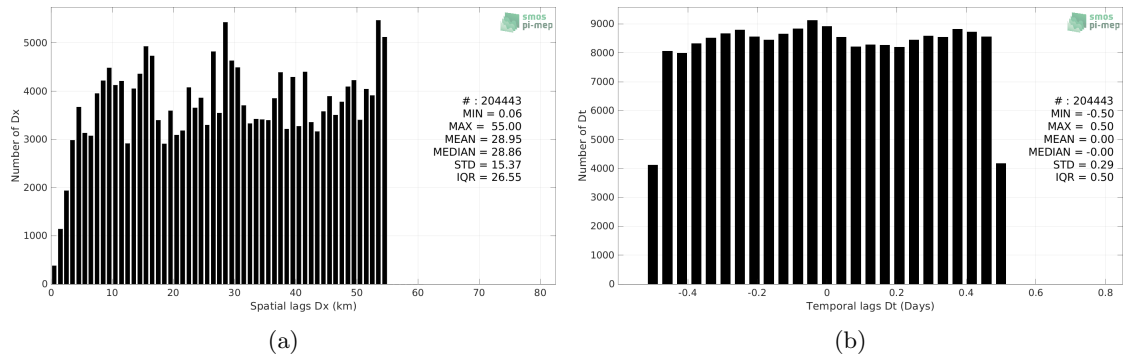 smos
pi-mep
Number of Dx
5000
4000
3000
2000
1000
0
# : 204443
MIN = 0.06
MAX = 55.00
MEAN = 28.95
MEDIAN = 28.86
STD = 15.37
IQR = 26.55
0 10 20 30 40 50 60 70 80
Spatial lags Dx (km)
(a)
smos
pi-mep
Number of Dt
9000
8000
7000
6000
5000
4000
3000
2000
1000
0
# : 204443
MIN = -0.50
MAX = 0.50
MEAN = 0.00
MEDIAN = -0.00
STD = 0.29
IQR = 0.50
-0.4 -0.2 0 0.2 0.4 0.6 0.8
Temporal lags Dt (Days)
(b)